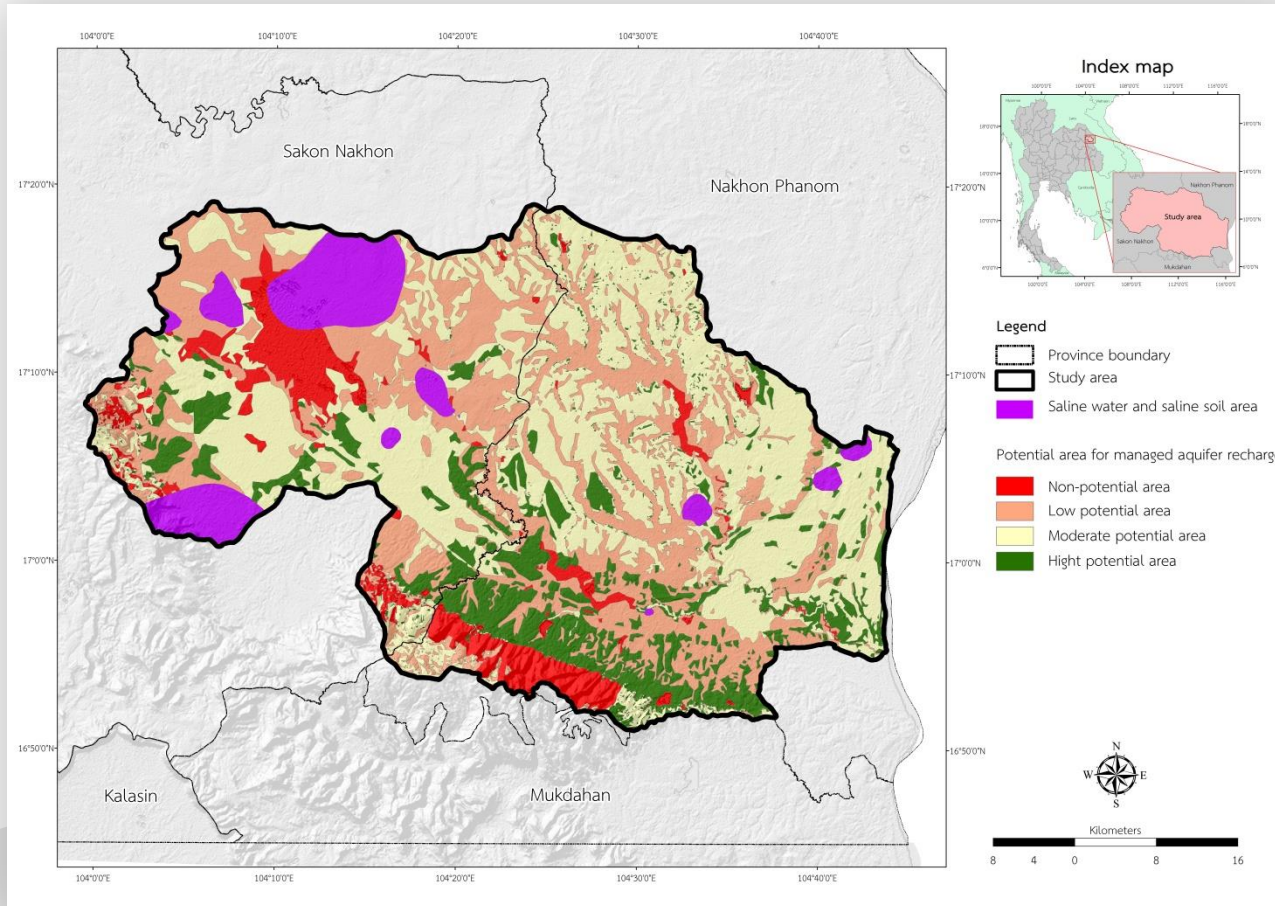 104°0'0"E
104°10'0"E
104°20'0"E
104°30'0"E
104°40'0"E
Sakon Nakhon
Nakhon Phanom
17°20'0"N
17°20'0"N
17°10'0"N
17°10'0"N
17°0'0"N
17°0'0"N
16°50'0"N
16°50'0"N
Kalasin
Mukdahan
104°0'0"E
104°10'0"E
104°20'0"E
104°30'0"E
104°40'0"E
Index map
Nakhon Phanom
Study area
Sakon Nakhon
Mukdahan
Legend
Province boundary
Study area
Saline water and saline soil area
Potential area for managed aquifer recharg
Non-potential area
Low potential area
Moderate potential area
Hight potential area
N
W E
S
Kilometers
8 4 0 8 16